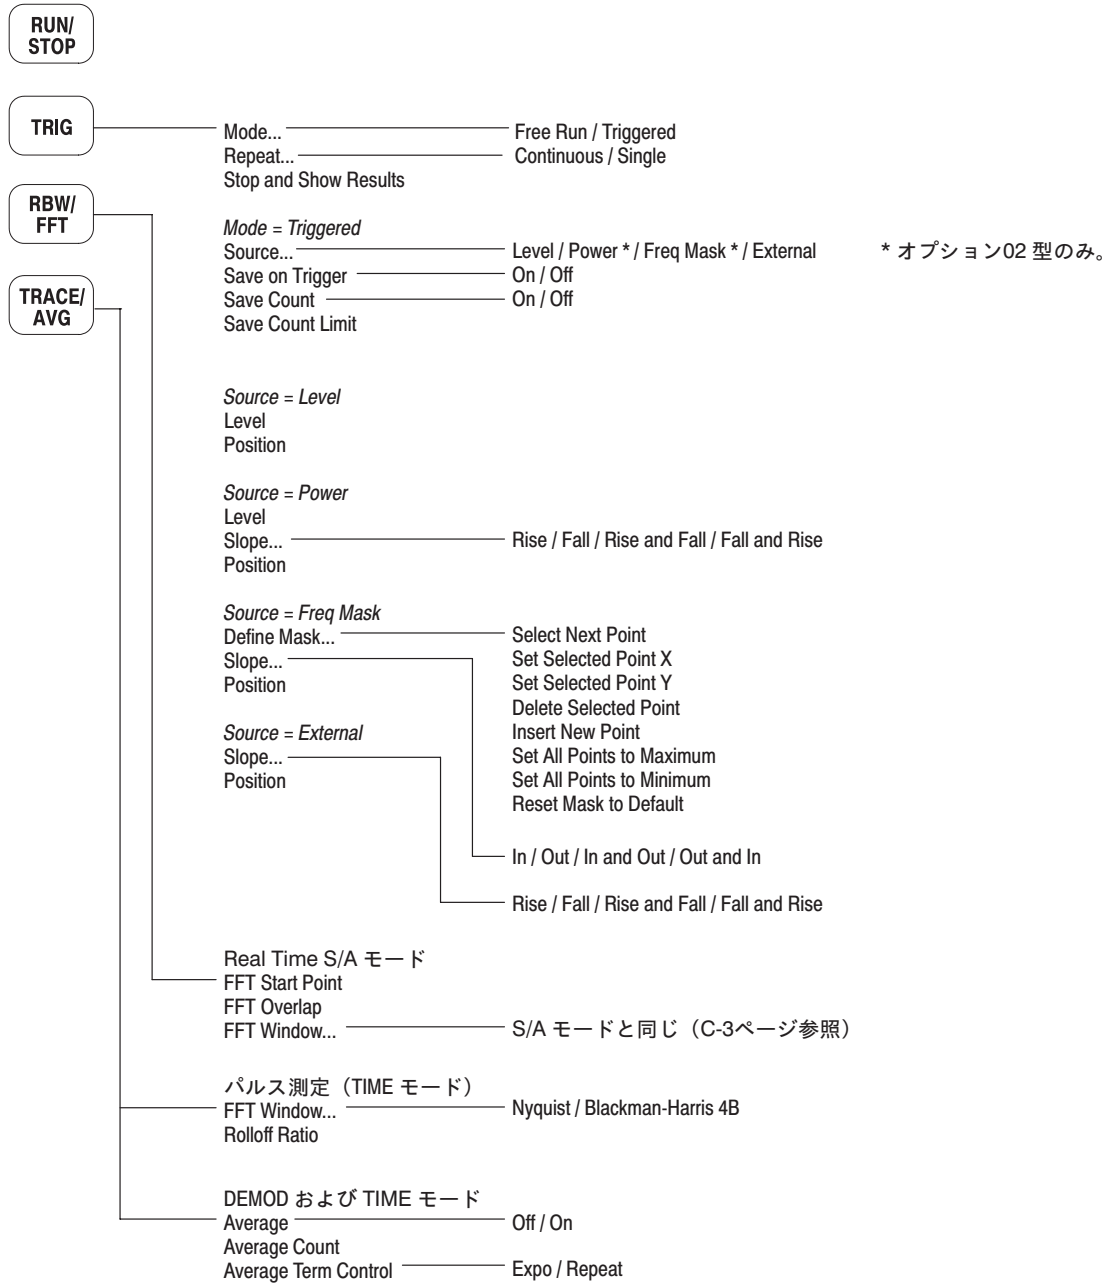 RUN/
STOP
TRIG
Mode... Free Run / Triggered
Repeat... Continuous / Single
Stop and Show Results
RBW/
FFT
Mode = Triggered
Source... Level / Power * / Freq Mask * / External * オプション02 型のみ。
Save on Trigger On / Off
TRACE/
AVG
Save Count On / Off
Save Count Limit
Source = Level
Level
Position
Source = Power
Level
Slope... Rise / Fall / Rise and Fall / Fall and Rise
Position
Source = Freq Mask
Define Mask... Select Next Point
Slope... Set Selected Point X
Position Set Selected Point Y
Delete Selected Point
Source = External Insert New Point
Slope... Set All Points to Maximum
Position Set All Points to Minimum
Reset Mask to Default
In / Out / In and Out / Out and In
Rise / Fall / Rise and Fall / Fall and Rise
Real Time S/A モード
FFT Start Point
FFT Overlap
FFT Window... S/A モードと同じ（C-3ページ参照）
パルス測定（TIME モード）
FFT Window... Nyquist / Blackman-Harris 4B
Rolloff Ratio
DEMOD および TIME モード
Average Off / On
Average Count
Average Term Control Expo / Repeat